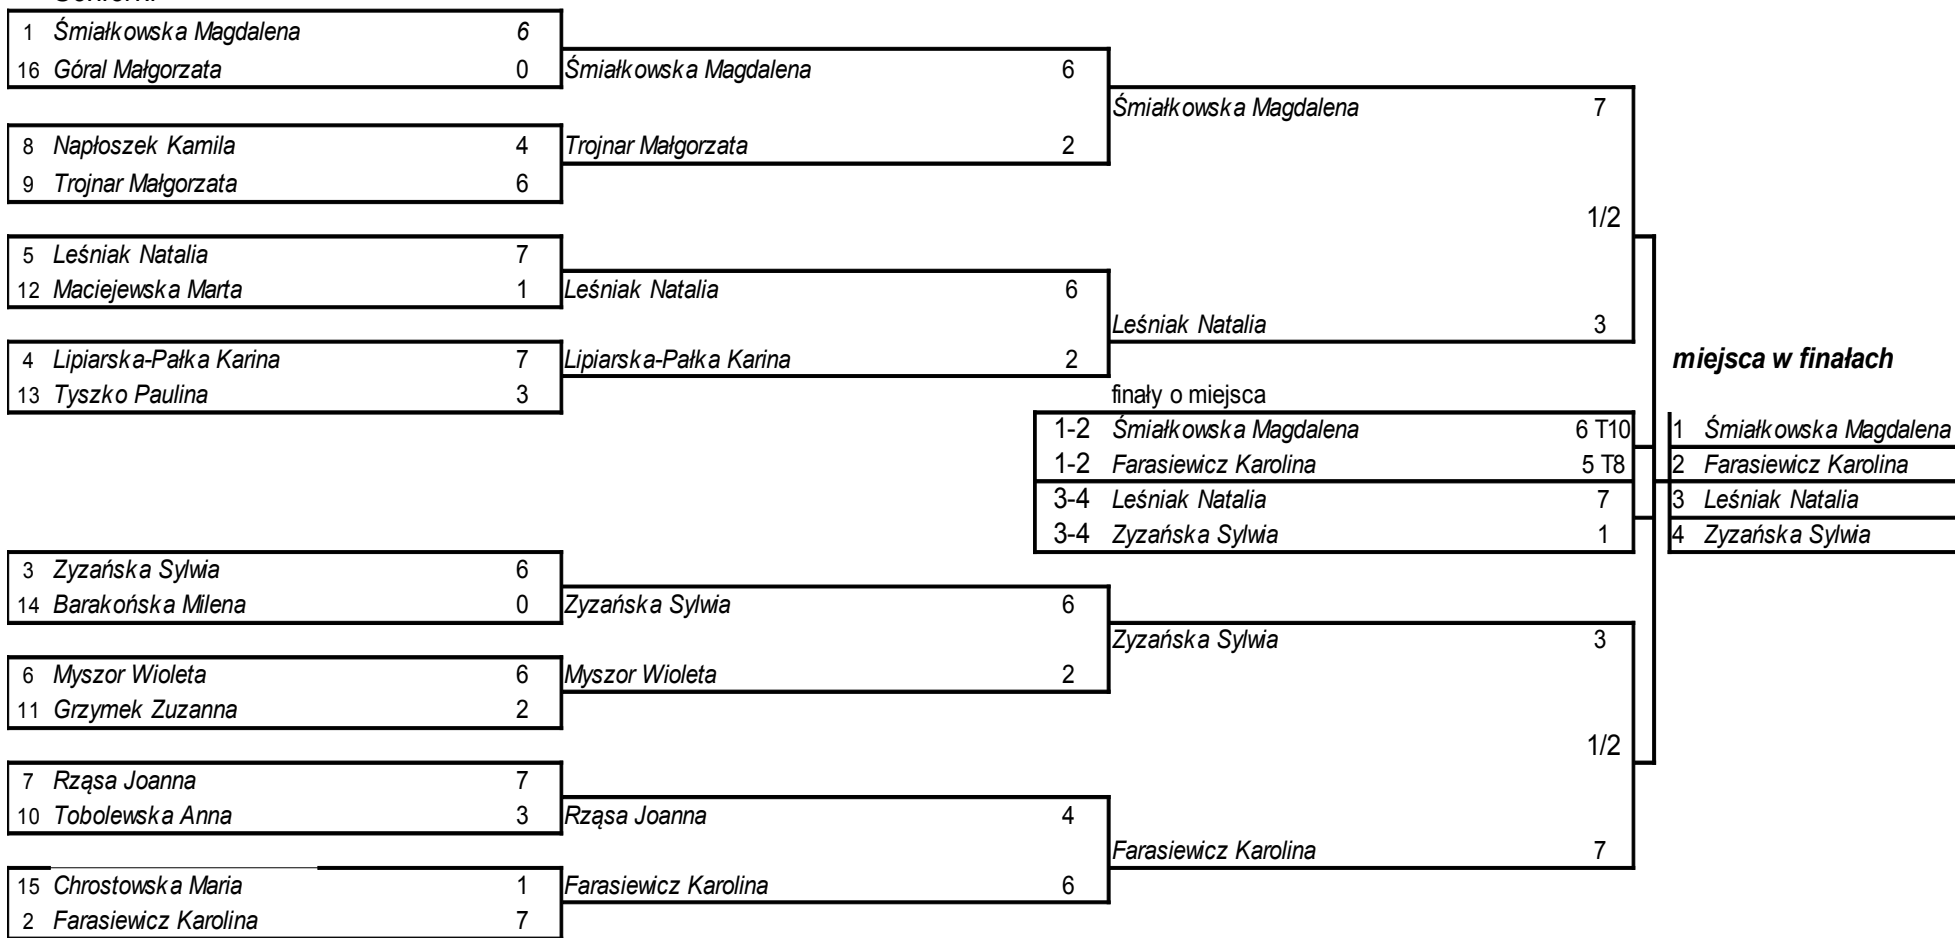 1 Śmiałkowska Magdalena 6
16 Góral Małgorzata 0 Śmiałkowska Magdalena 6
Śmiałkowska Magdalena 7
8 Napłoszek Kamila 4 Trojnar Małgorzata 2
9 Trojnar Małgorzata 6
1/2
5 Leśniak Natalia 7
12 Maciejewska Marta 1 Leśniak Natalia 6
Leśniak Natalia 3
4 Lipiarska-Pałka Karina 7 Lipiarska-Pałka Karina 2 miejsca w finałach
13 Tyszko Paulina 3 finały o miejsca
1-2 Śmiałkowska Magdalena 6 T10 1 Śmiałkowska Magdalena
1-2 Farasiewicz Karolina 5 T8 2 Farasiewicz Karolina
3-4 Leśniak Natalia 7 3 Leśniak Natalia
3-4 Zyzańska Sylwia 1 4 Zyzańska Sylwia
3 Zyzańska Sylwia 6
14 Barakońska Milena 0 Zyzańska Sylwia 6
Zyzańska Sylwia 3
6 Myszor Wioleta 6 Myszor Wioleta 2
11 Grzymek Zuzanna 2
1/2
7 Rząsa Joanna 7
10 Tobolewska Anna 3 Rząsa Joanna 4
Farasiewicz Karolina 7
15 Chrostowska Maria 1 Farasiewicz Karolina 6
2 Farasiewicz Karolina 7